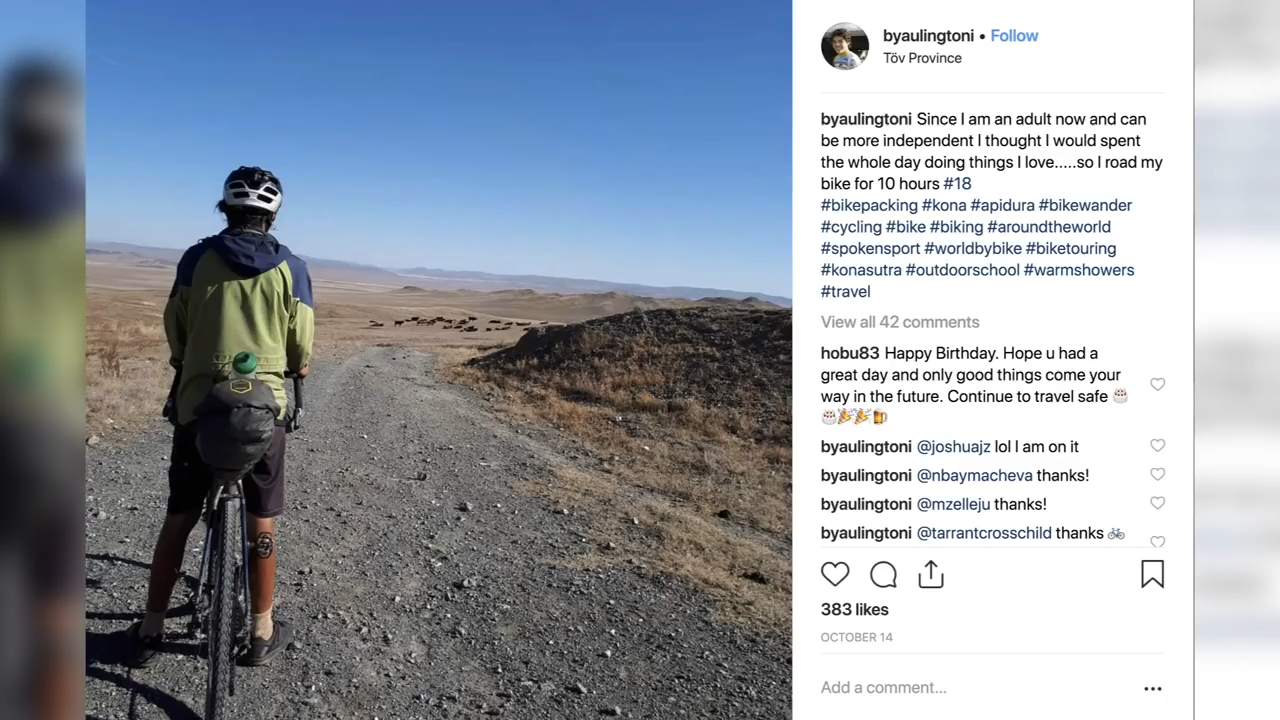 byaulingtoni • Follow
Töv Province
byaulingtoni Since I am an adult now and can
be more independent I thought I would spent
the whole day doing things I love.....so I road my
bike for 10 hours #18
#bikepacking #kona #apidura #bikewander
#cycling #bike #biking #aroundtheworld
#spokensport #worldbybike #biketouring
#konasutra #outdoorschool #warmshowers
#travel
View all 42 comments
hobu83 Happy Birthday. Hope u had a
great day and only good things come your
way in the future. Continue to travel safe 🎂
🎂🎉🎉🍺
byaulingtoni @joshuajz lol I am on it
byaulingtoni @nbaymacheva thanks!
byaulingtoni @mzelleju thanks!
byaulingtoni @tarrantcrosschild thanks 🚲
383 likes
OCTOBER 14
Add a comment...